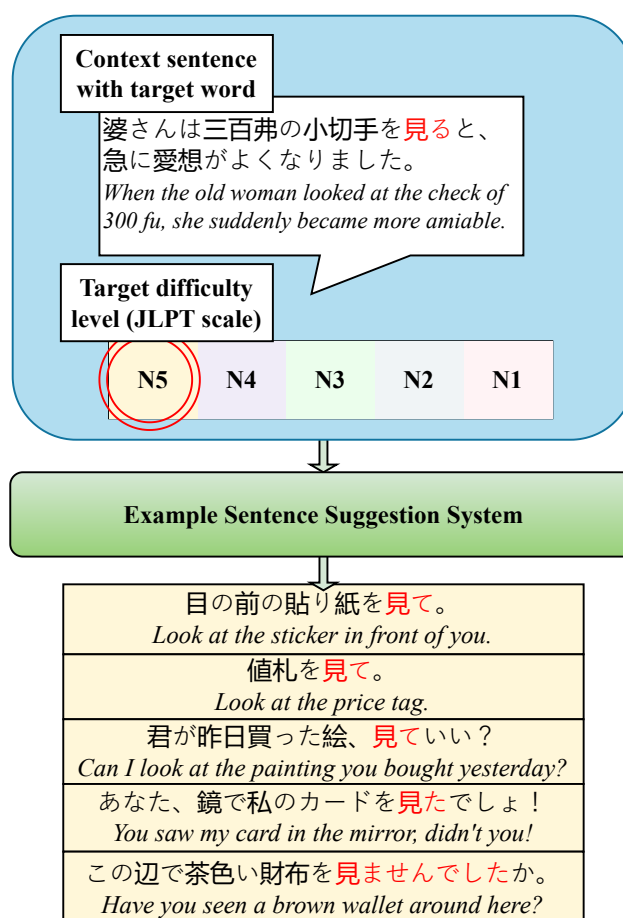 Context sentence
with target word
婆さんは三百弗の小切手を見ると、
急に愛想がよくなりました。
When the old woman looked at the check of
300 fu, she suddenly became more amiable.
Target difficulty
level (JLPT scale)
N5 N4 N3 N2 N1
Example Sentence Suggestion System
目の前の貼り紙を見て。
Look at the sticker in front of you.
値札を見て。
Look at the price tag.
君が昨日買った絵、見ていい？
Can I look at the painting you bought yesterday?
あなた、鏡で私のカードを見たでしょ！
You saw my card in the mirror, didn't you!
この辺で茶色い財布を見ませんでしたか。
Have you seen a brown wallet around here?